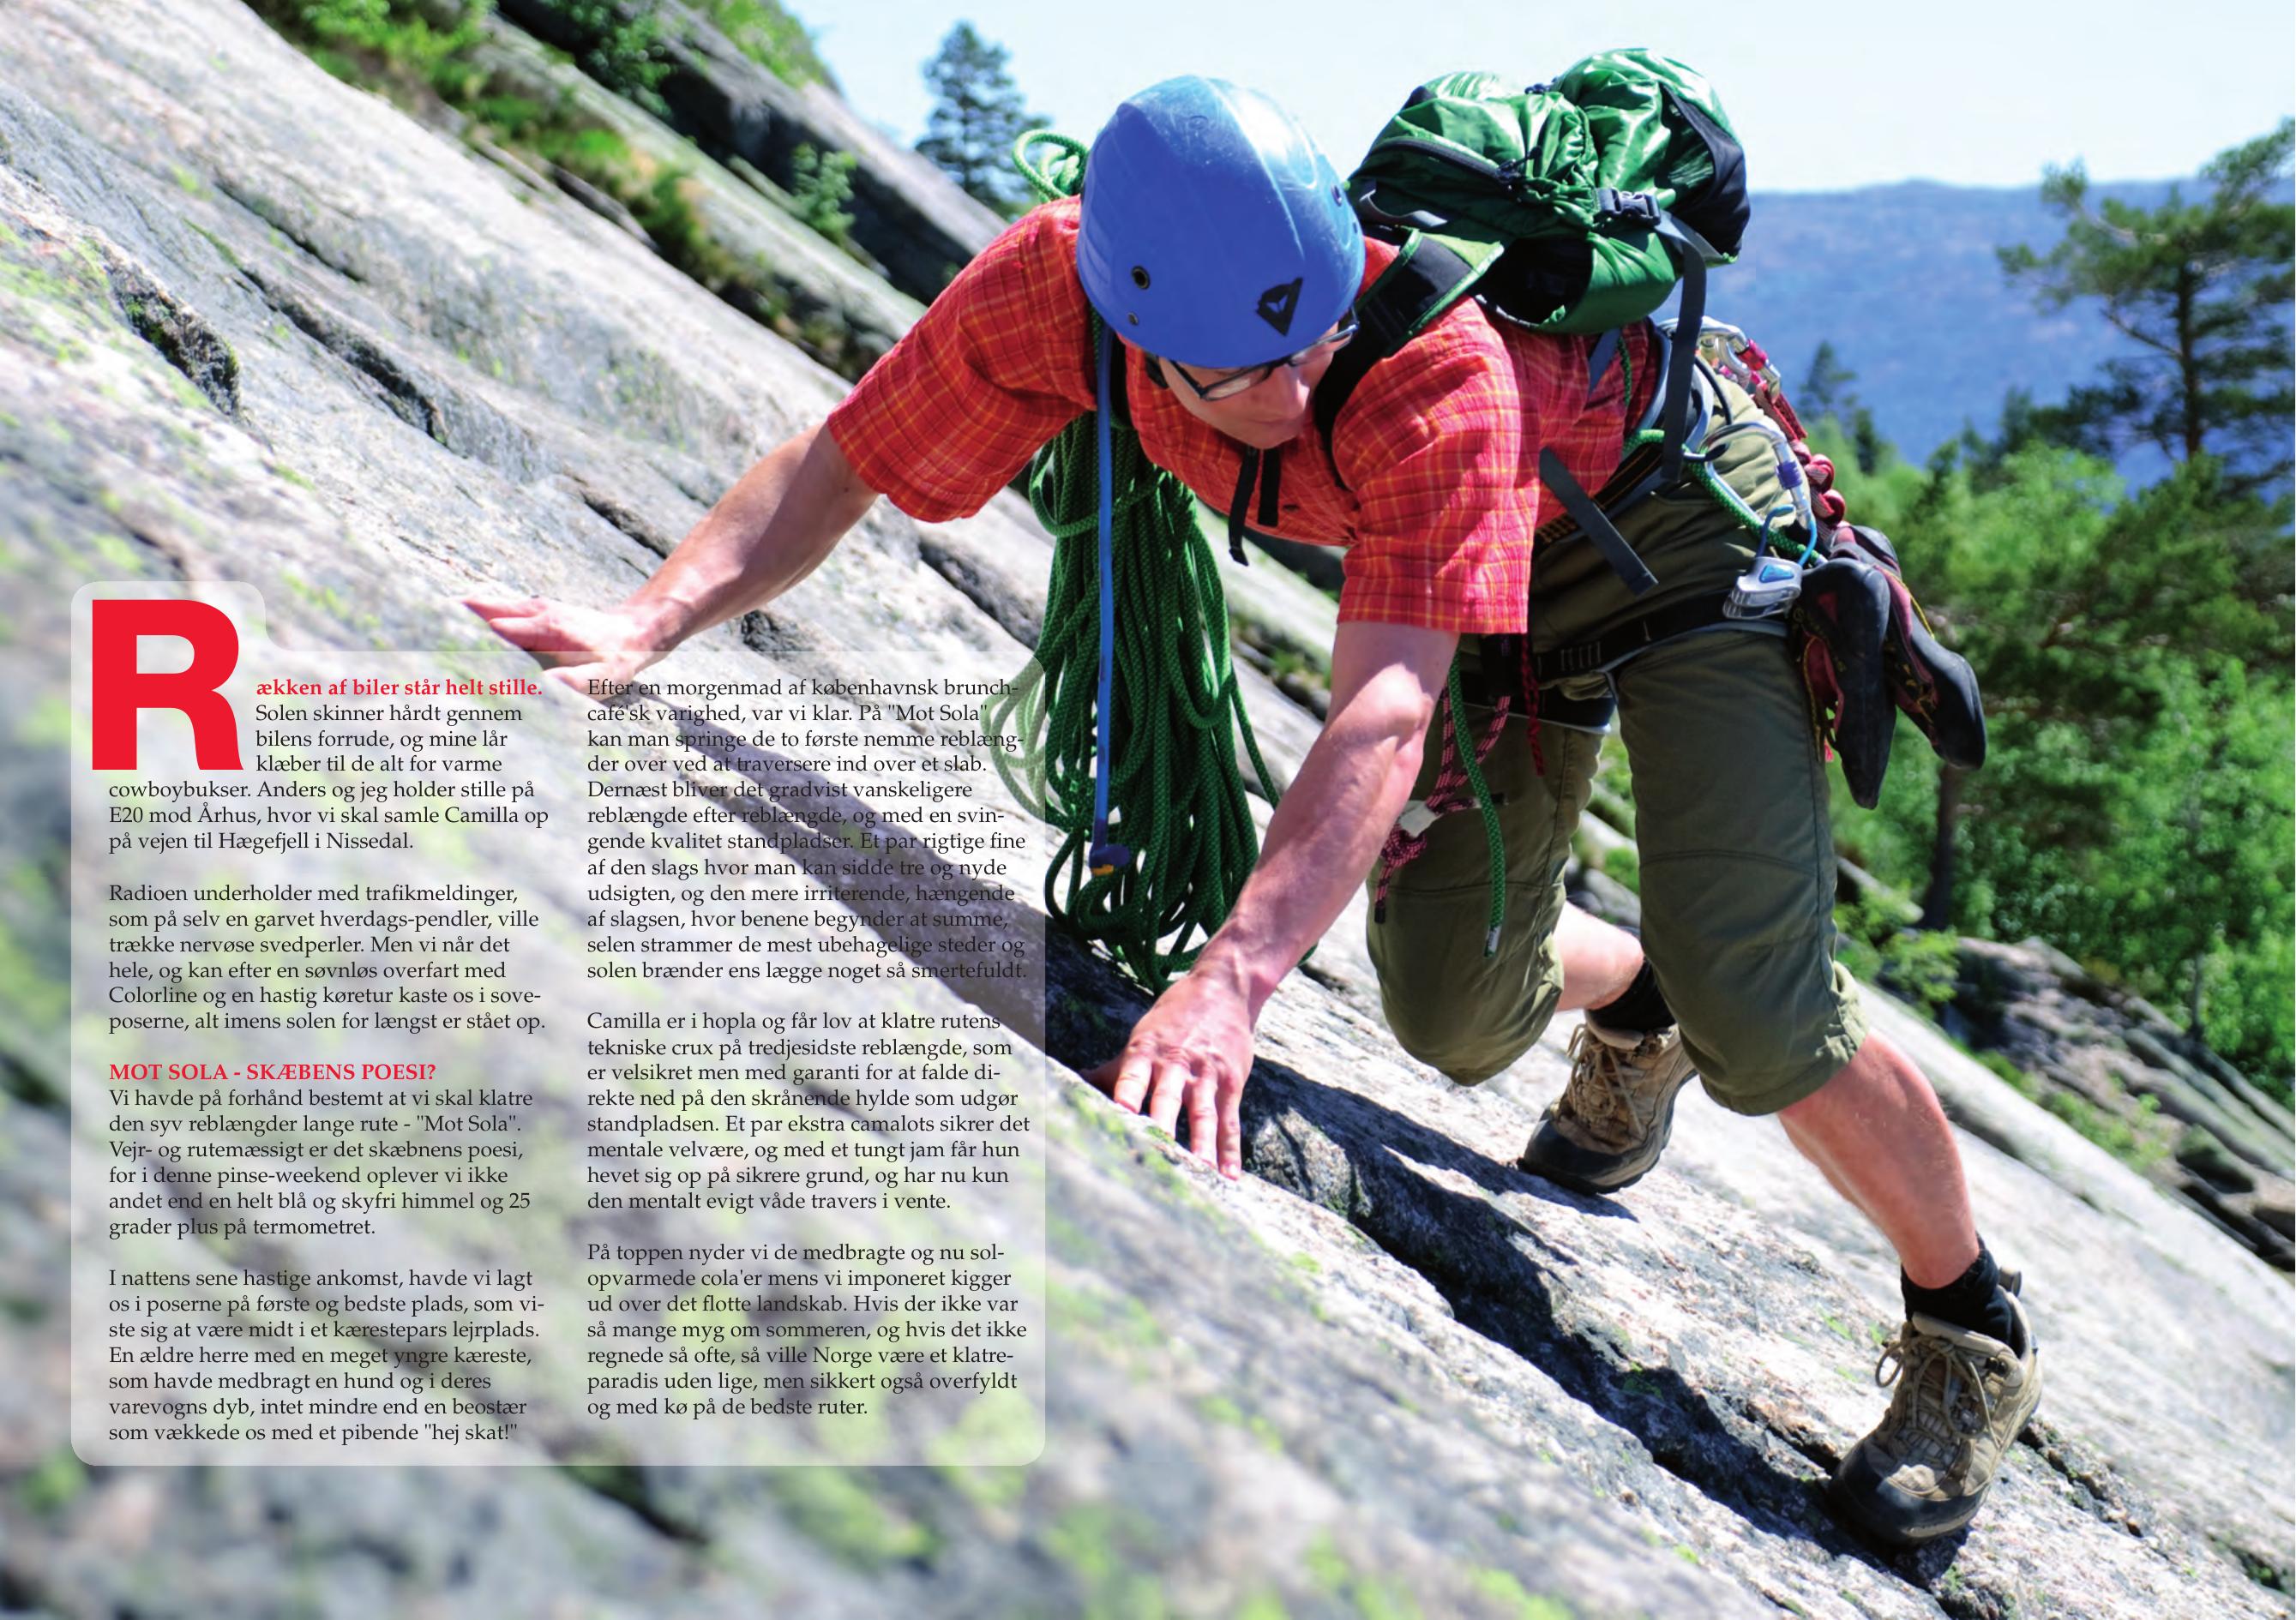 Rækken af biler står helt stille.
Solen skinner hårdt gennem
bilens forrude, og mine lår
klæber til de alt for varme
cowboybukser. Anders og jeg holder stille på
E20 mod Århus, hvor vi skal samle Camilla op
på vejen til Hægefjell i Nissedal.
Radioen underholder med trafikmeldinger,
som på selv en garvet hverdags-pendler, ville
trække nervøse svedperler. Men vi når det
hele, og kan efter en søvnløs overfart med
Colorline og en hastig køretur kaste os i sove-
poserne, alt imens solen for længst er stået op.
MOT SOLA - SKÆBENS POESI?
Vi havde på forhånd bestemt at vi skal klatre
den syv reblængder lange rute - "Mot Sola".
Vejr- og rutemæssigt er det skæbnens poesi,
for i denne pinse-weekend oplever vi ikke
andet end en helt blå og skyfri himmel og 25
grader plus på termometret.
I nattens sene hastige ankomst, havde vi lagt
os i poserne på første og bedste plads, som vi-
ste sig at være midt i et kærestepars lejrplads.
En ældre herre med en meget yngre kæreste,
som havde medbragt en hund og i deres
varevogns dyb, intet mindre end en beostær
som vækkede os med et pibende "hej skat!"
Efter en morgenmad af københavnsk brunch-
café'sk varighed, var vi klar. På "Mot Sola"
kan man springe de to første nemme reblæng-
der over ved at traversere ind over et slab.
Dernæst bliver det gradvist vanskeligere
reblængde efter reblængde, og med en svin-
gende kvalitet standpladser. Et par rigtige fine
af den slags hvor man kan sidde tre og nyde
udsigten, og den mere irriterende, hængende
af slagsen, hvor benene begynder at summe,
selen strammer de mest ubehagelige steder og
solen brænder ens lægge noget så smertefuldt.
Camilla er i hopla og får lov at klatre rutens
tekniske crux på tredjesidste reblængde, som
er velsikret men med garanti for at falde di-
rekte ned på den skrånende hylde som udgør
standpladsen. Et par ekstra camalots sikrer det
mentale velvære, og med et tungt jam får hun
hevet sig op på sikrere grund, og har nu kun
den mentalt evigt våde travers i vente.
På toppen nyder vi de medbragte og nu sol-
opvarmede cola'er mens vi imponeret kigger
ud over det flotte landskab. Hvis der ikke var
så mange myg om sommeren, og hvis det ikke
regnede så ofte, så ville Norge være et klatre-
paradis uden lige, men sikkert også overfyldt
og med kø på de bedste ruter.